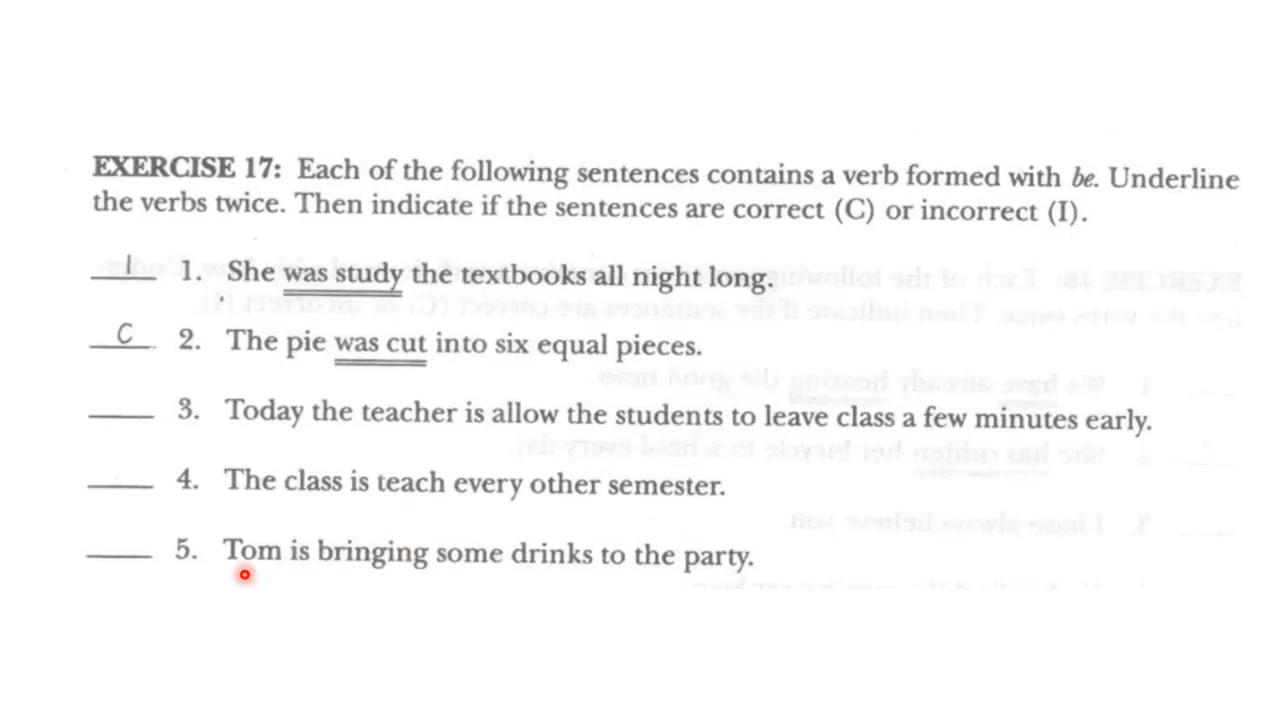 EXERCISE 17: Each of the following sentences contains a verb formed with be. Underline
the verbs twice. Then indicate if the sentences are correct (C) or incorrect (I).
I 1. She was study the textbooks all night long.
C 2. The pie was cut into six equal pieces.
___ 3. Today the teacher is allow the students to leave class a few minutes early.
___ 4. The class is teach every other semester.
___ 5. Tom is bringing some drinks to the party.